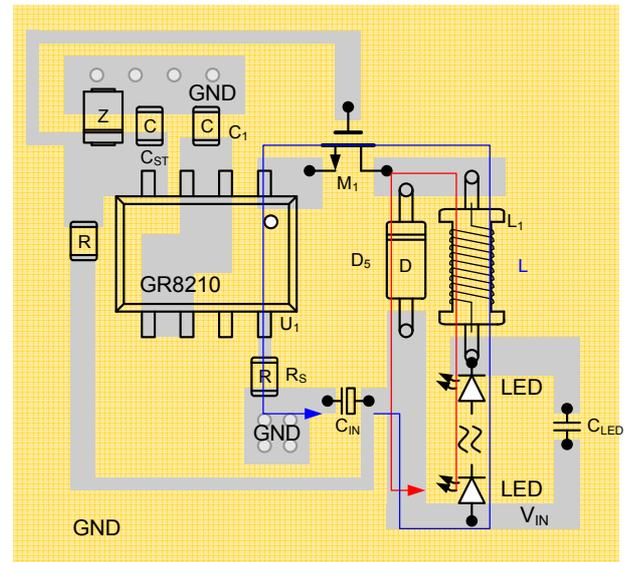 GND
Z
C
C
C1
CST
M1
R
L1
D5
D
L
GR8210
U1
R
RS
LED
GND
CIN
CLED
LED
VIN
GND